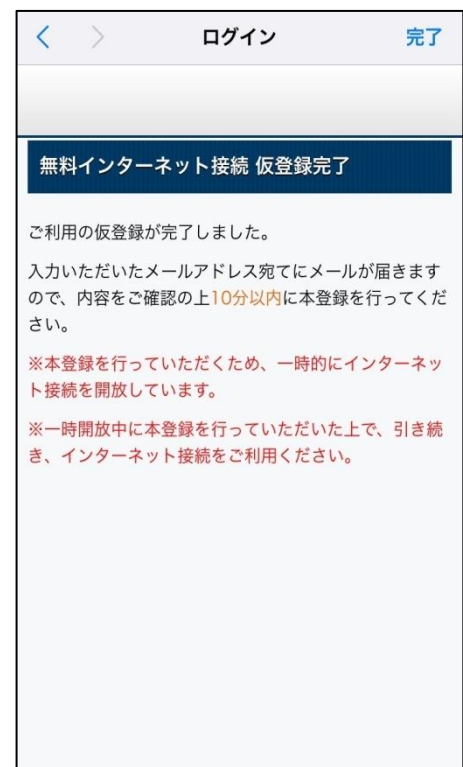 ログイン
完了
無料インターネット接続 仮登録完了
ご利用の仮登録が完了しました。
入力いただいたメールアドレス宛てにメールが届きます
ので、内容をご確認の上10分以内に本登録を行ってくだ
さい。
※本登録を行っていただくため、一時的にインターネッ
ト接続を開放しています。
※一時開放中に本登録を行っていただいた上で、引き続
き、インターネット接続をご利用ください。